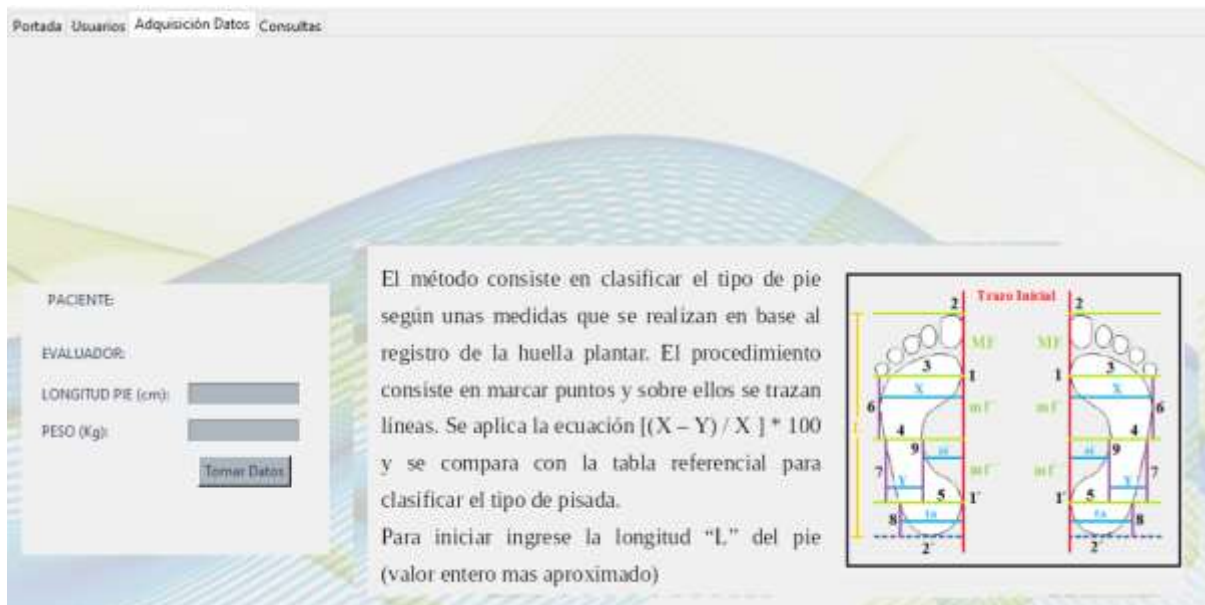 Portada Usuarios Adquisición Datos Consultas
PACIENTE:
EVALUADOR:
LONGITUD PIE (cm):
PESO (Kg):
Tomar Datos
El método consiste en clasificar el tipo de pie
según unas medidas que se realizan en base al
registro de la huella plantar. El procedimiento
consiste en marcar puntos y sobre ellos se trazan
líneas. Se aplica la ecuación [(X – Y) / X ] * 100
y se compara con la tabla referencial para
clasificar el tipo de pisada.
Para iniciar ingrese la longitud “L” del pie
(valor entero mas aproximado)
2 Trazo Inicial 2
MF MF
3 3
1 1
X X
6 mf´ mf´ 6
4 4
9 9
7 mf´´ mf´´ 7
Y Y
5 1´ 1´ 5
8 8
2´ 2´